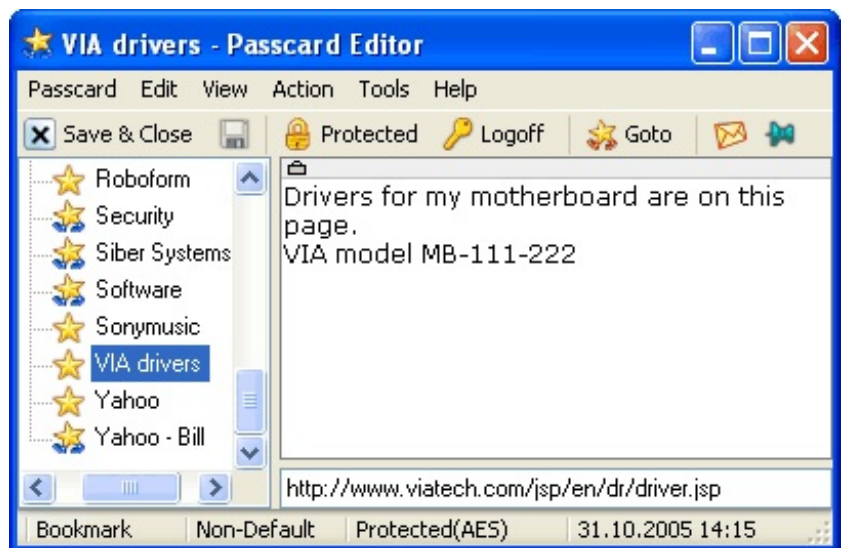 VIA drivers - Passcard Editor
Passcard Edit View Action Tools Help
Save & Close Protected Logoff Goto
Roboform
Security
Siber Systems
Software
Sonymusic
VIA drivers
Yahoo
Yahoo - Bill
Drivers for my motherboard are on this
page.
VIA model MB-111-222
http://www.viatech.com/jsp/en/dr/driver.jsp
Bookmark Non-Default Protected(AES) 31.10.2005 14:15